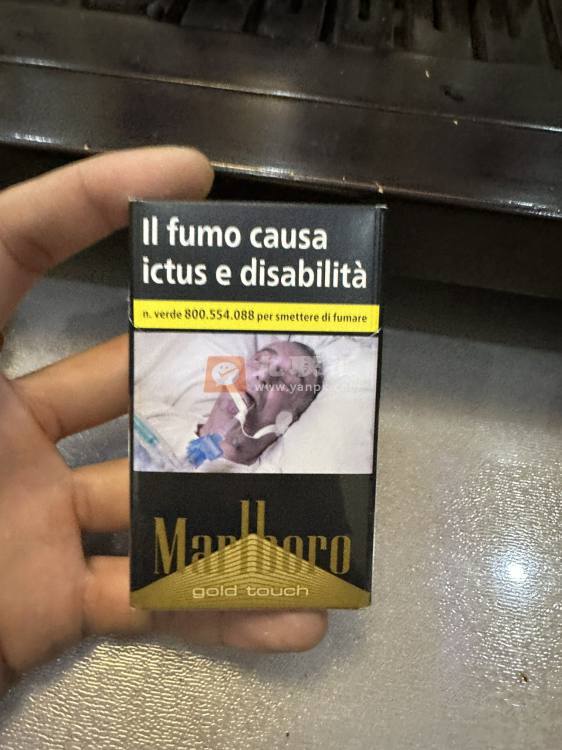 Il fumo causa
ictus e disabilità
n. verde 800.554.088 per smettere di fumare
Marlboro
gold touch